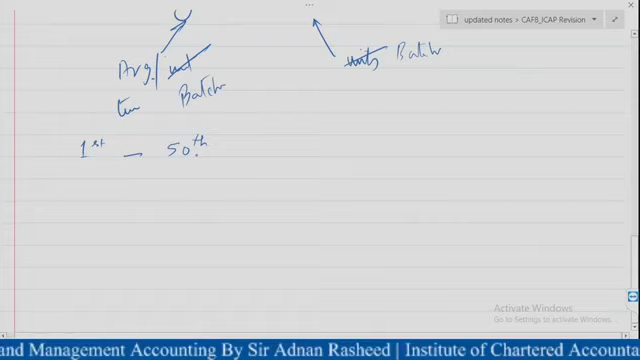 updated notes > CAF8_ICAP Revision
Avg./ unit
Batch
units Batch
1st — 50th
Activate Windows
Go to Settings to activate Windows.
and Management Accounting By Sir Adnan Rasheed | Institute of Chartered Accounta